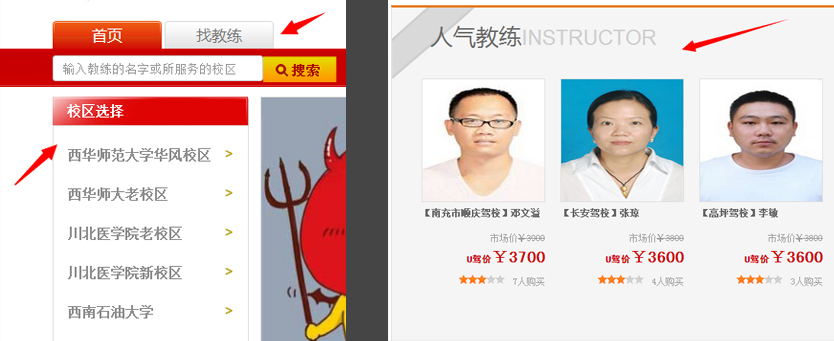 首页
找教练
输入教练的名字或所服务的校区
搜索
校区选择
西华师范大学华风校区 >
西华师大老校区 >
川北医学院老校区 >
川北医学院新校区 >
西南石油大学 >
人气教练INSTRUCTOR
【南充市顺庆驾校】邓文溢
市场价￥3900
U驾价￥3700
7人购买
【长安驾校】张琼
市场价￥3800
U驾价￥3600
4人购买
【高坪驾校】李敏
市场价￥3800
U驾价￥3600
3人购买